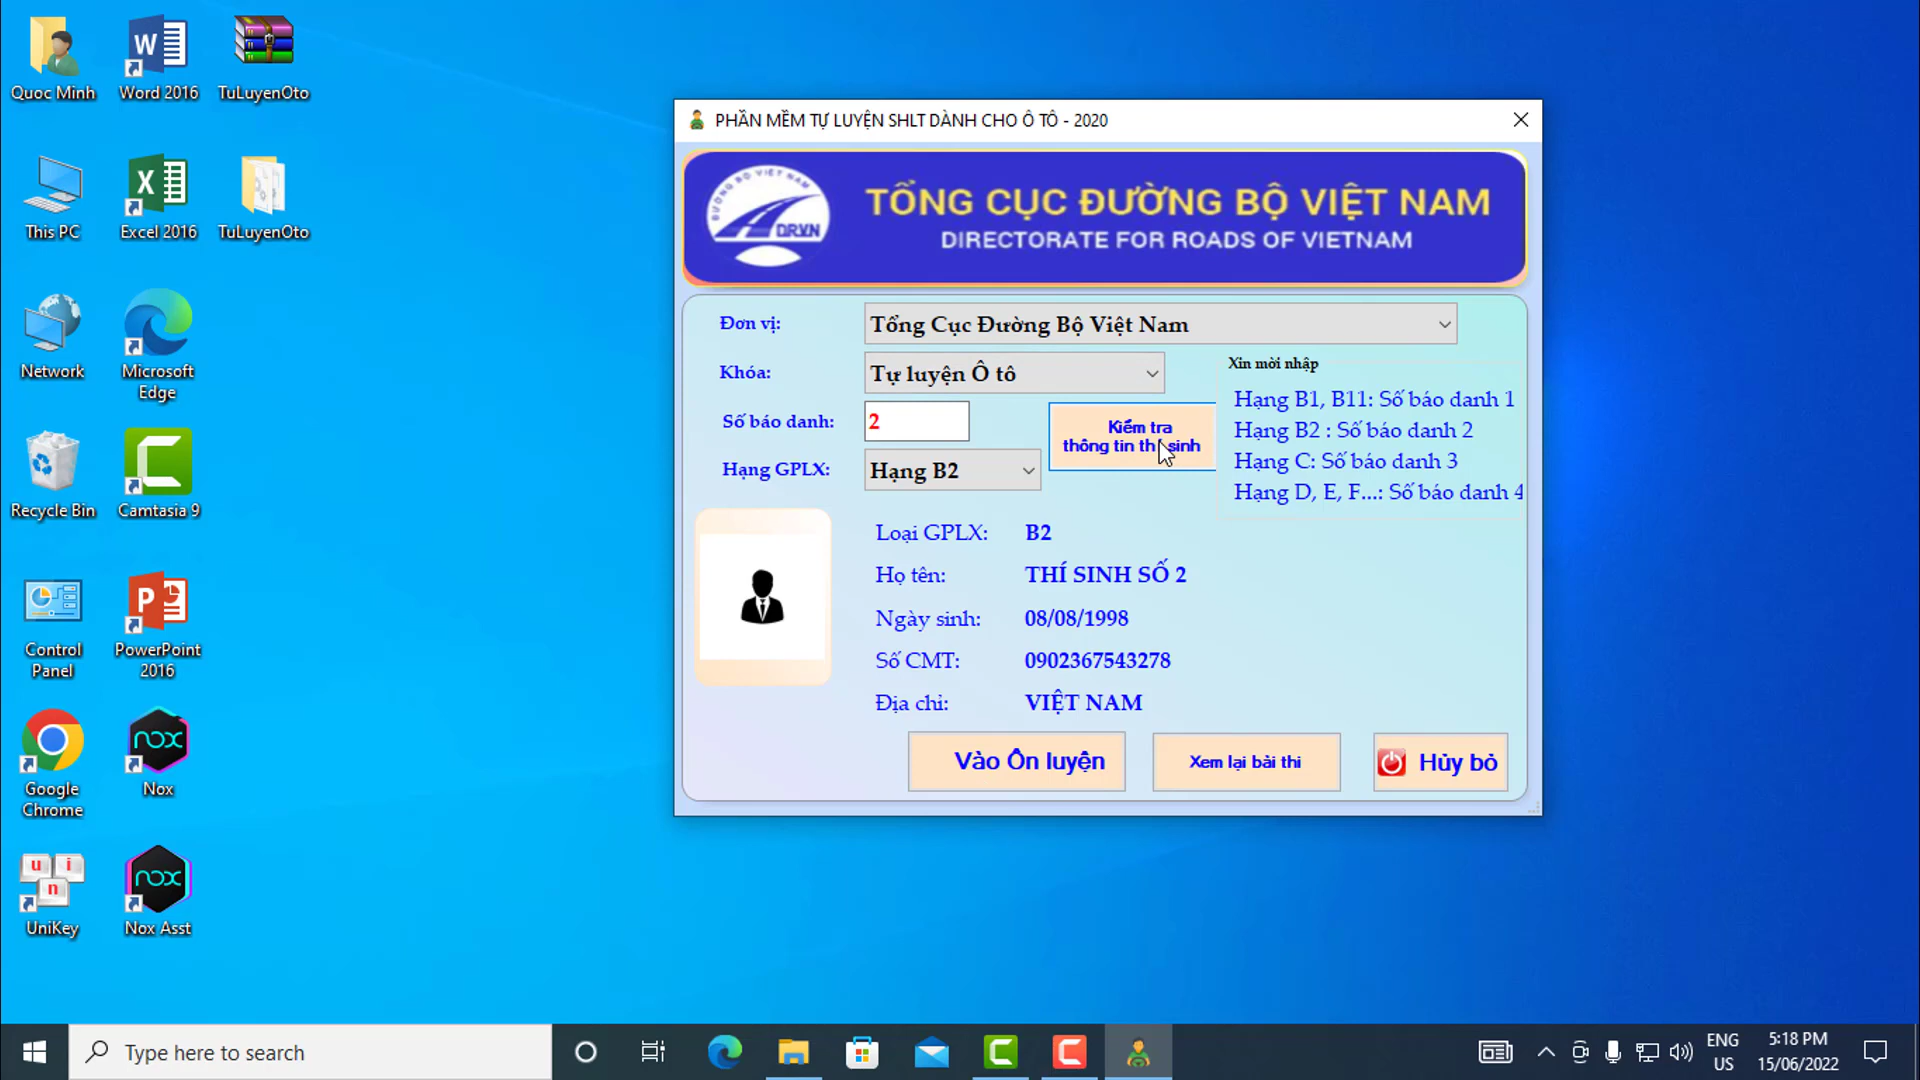 Quoc Minh
Word 2016
TuLuyenOto
This PC
Excel 2016
TuLuyenOto
Network
Microsoft
Edge
Recycle Bin
Camtasia 9
Control
Panel
PowerPoint
2016
Google
Chrome
nox
Nox
u i
n
UniKey
nox
Nox Asst
PHẦN MỀM TỰ LUYỆN SHLT DÀNH CHO Ô TÔ - 2020
ĐƯỜNG BỘ VIỆT NAM
DRVN
TỔNG CỤC ĐƯỜNG BỘ VIỆT NAM
DIRECTORATE FOR ROADS OF VIETNAM
Đơn vị: Tổng Cục Đường Bộ Việt Nam
Khóa: Tự luyện Ô tô
Số báo danh: 2
Kiểm tra
thông tin thí sinh
Hạng GPLX: Hạng B2
Xin mời nhập
Hạng B1, B11: Số báo danh 1
Hạng B2 : Số báo danh 2
Hạng C: Số báo danh 3
Hạng D, E, F...: Số báo danh 4
Loại GPLX: B2
Họ tên: THÍ SINH SỐ 2
Ngày sinh: 08/08/1998
Số CMT: 0902367543278
Địa chỉ: VIỆT NAM
Vào Ôn luyện
Xem lại bài thi
Hủy bỏ
Type here to search
ENG
US
5:18 PM
15/06/2022